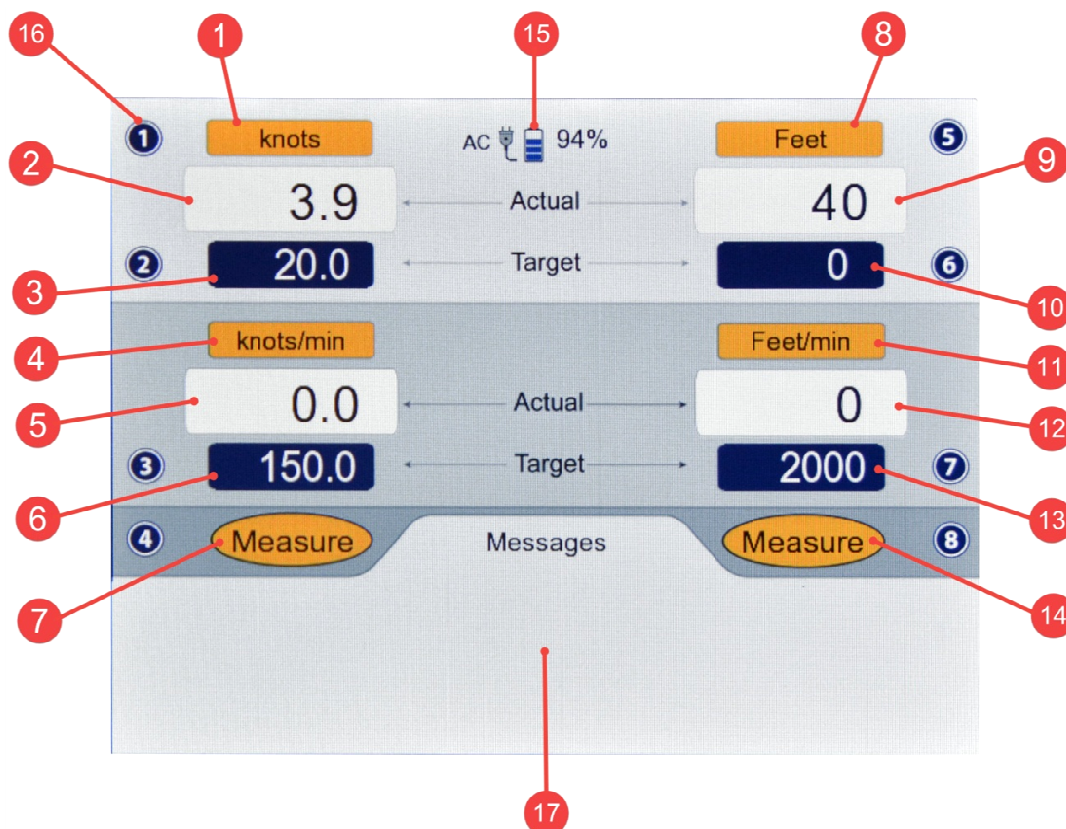 16 1 15 8
1 knots AC 94% Feet 5
2 3.9 Actual 40 9
2 20.0 Target 0 6
3 10
4 knots/min Feet/min 11
5 0.0 Actual 0 12
3 150.0 Target 2000 7
6 13
4 Measure Messages Measure 8
7 14
17